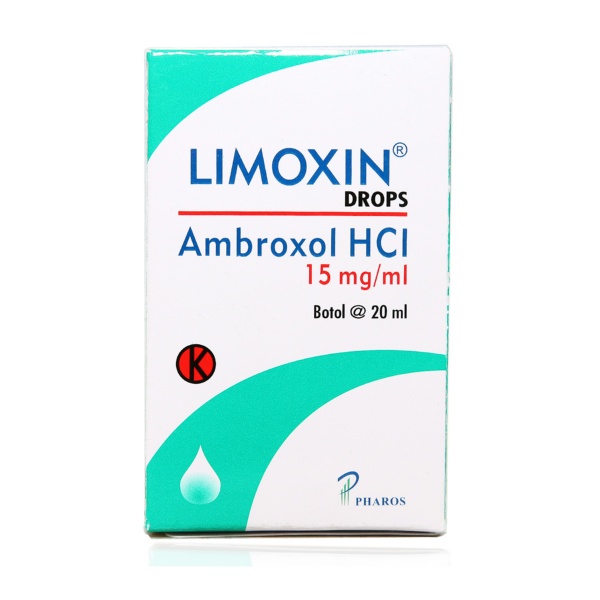 LIMOXIN®
DROPS
Ambroxol HCl
15 mg/ml
Botol @ 20 ml
K
PHAROS